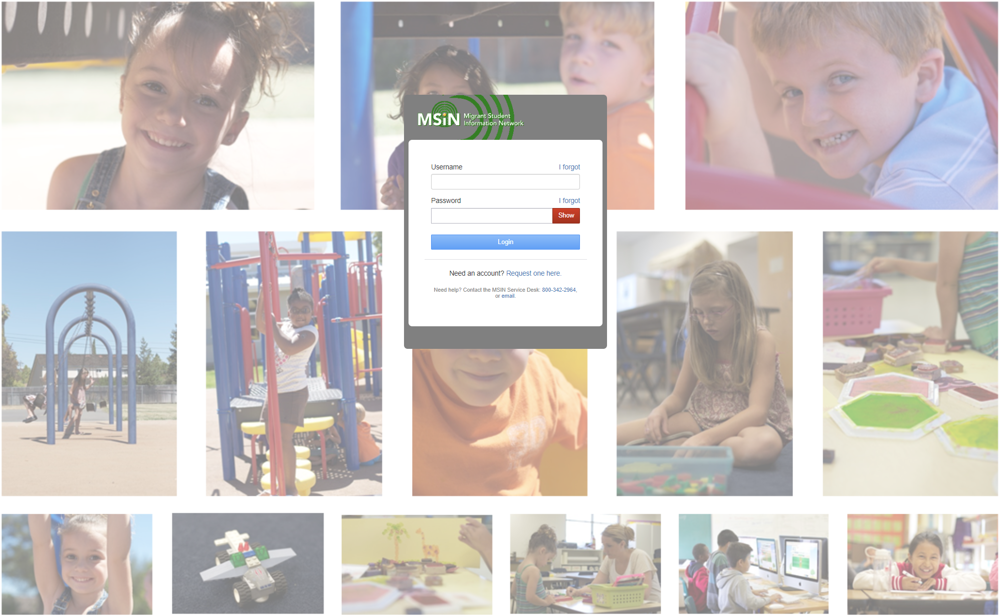 MSiN Migrant Student
Information Network
Username I forgot
Password I forgot
Show
Login
Need an account? Request one here.
Need help? Contact the MSIN Service Desk: 800-342-2964,
or email.